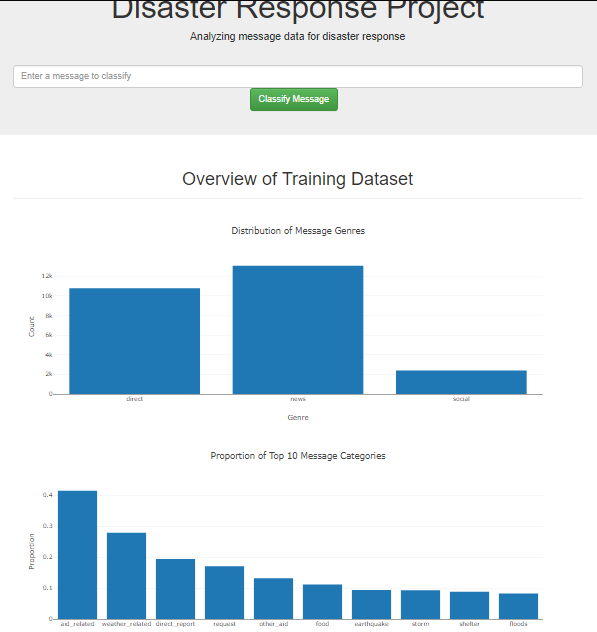 Disaster Response Project
Analyzing message data for disaster response
Enter a message to classify
Classify Message
Overview of Training Dataset
Distribution of Message Genres
12k
10k
8k
6k
4k
2k
0
Count
direct news social
Genre
Proportion of Top 10 Message Categories
0.4
0.3
0.2
0.1
0
Proportion
aid_related weather_related direct_report request other_aid food earthquake storm shelter floods